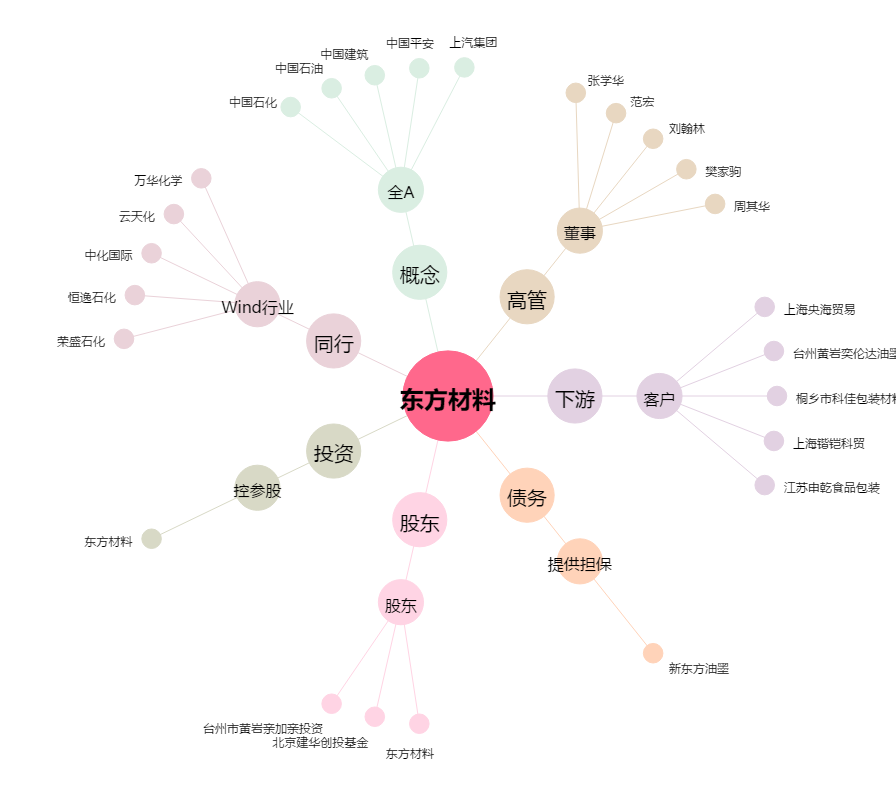 上汽集团
中国平安
中国建筑
中国石油
中国石化
张学华
范宏
刘翰林
樊家驹
周其华
万华化学
云天化
中化国际
恒逸石化
荣盛石化
全A
董事
概念
高管
Wind行业
同行
上海央海贸易
台州黄岩奕伦达油墨
桐乡市科佳包装材料
上海锴铠科贸
江苏申乾食品包装
东方材料
下游
客户
投资
控参股
东方材料
债务
股东
提供担保
股东
新东方油墨
台州市黄岩亲加亲投资
北京建华创投基金
东方材料